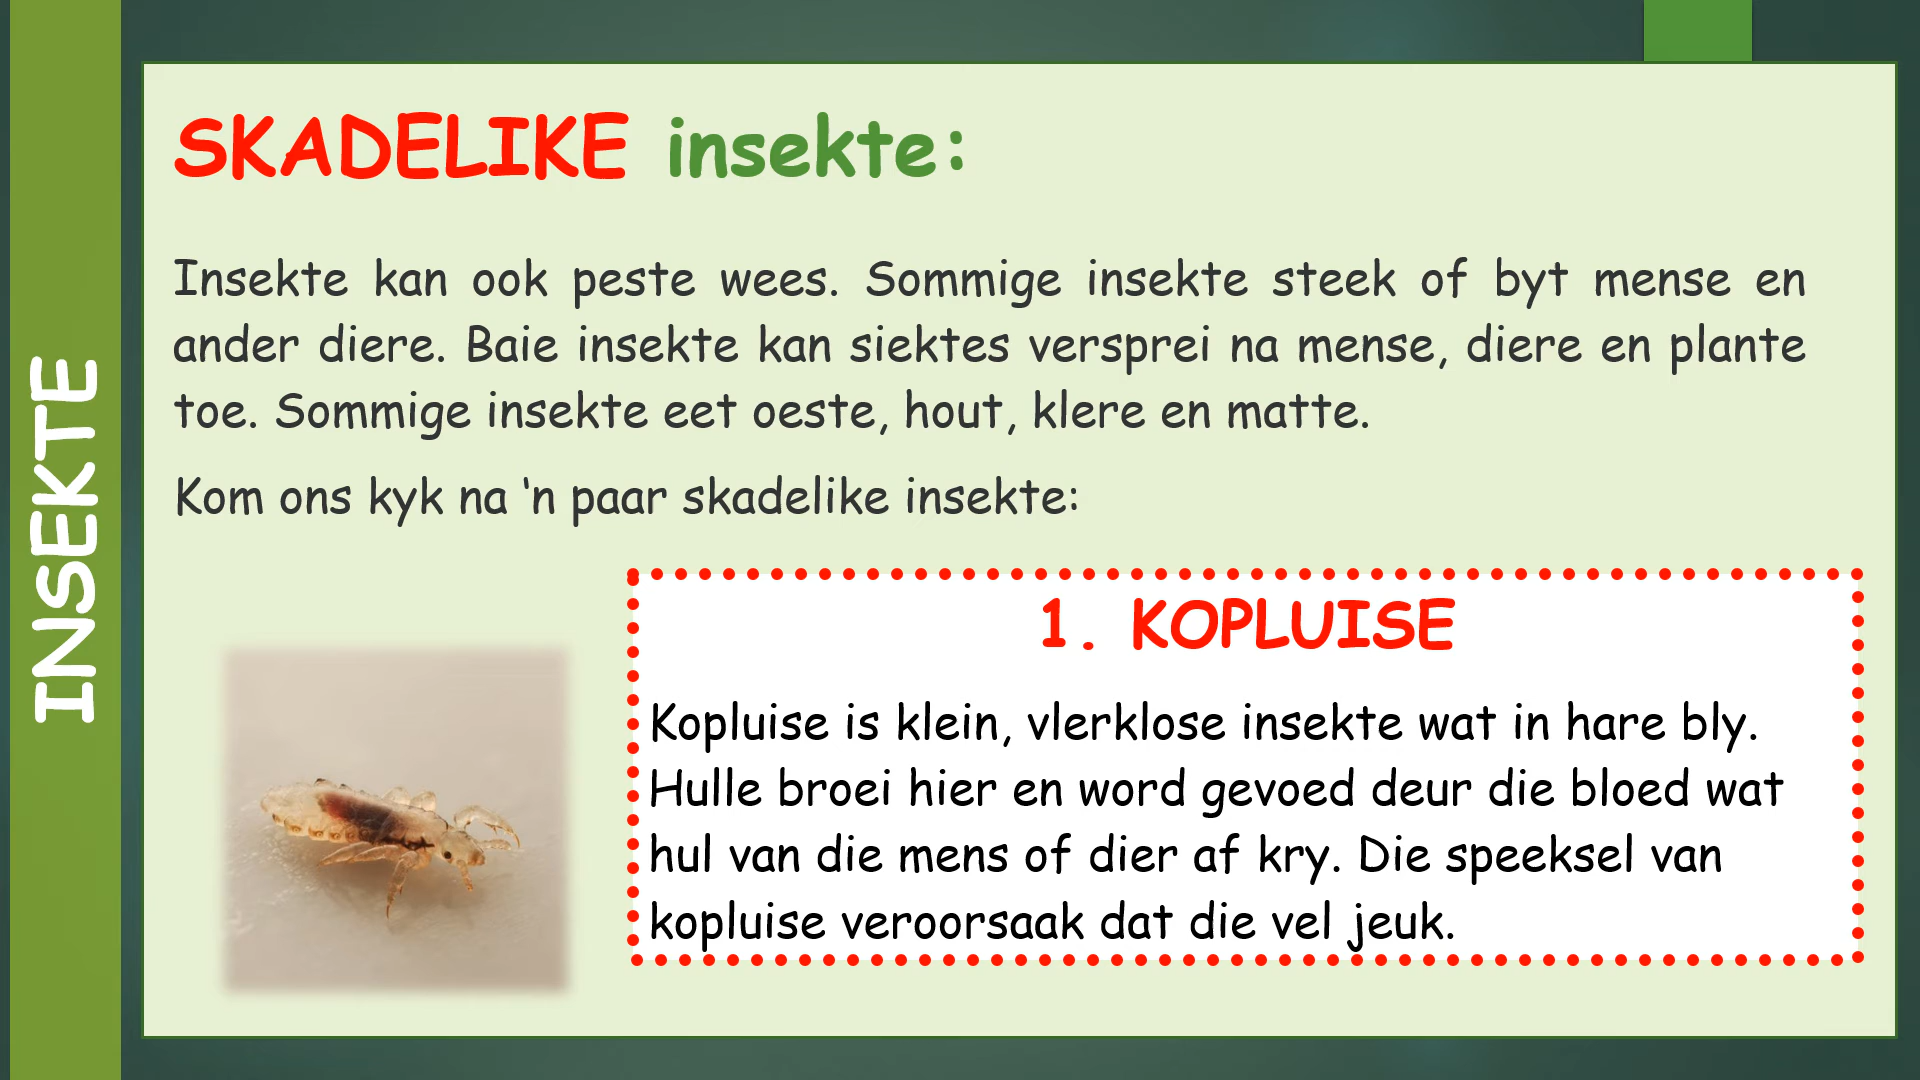 INSEKTE
SKADELIKE insekte:
Insekte kan ook peste wees. Sommige insekte steek of byt mense en
ander diere. Baie insekte kan siektes versprei na mense, diere en plante
toe. Sommige insekte eet oeste, hout, klere en matte.
Kom ons kyk na ‘n paar skadelike insekte:
1. KOPLUISE
Kopluise is klein, vlerklose insekte wat in hare bly.
Hulle broei hier en word gevoed deur die bloed wat
hul van die mens of dier af kry. Die speeksel van
kopluise veroorsaak dat die vel jeuk.